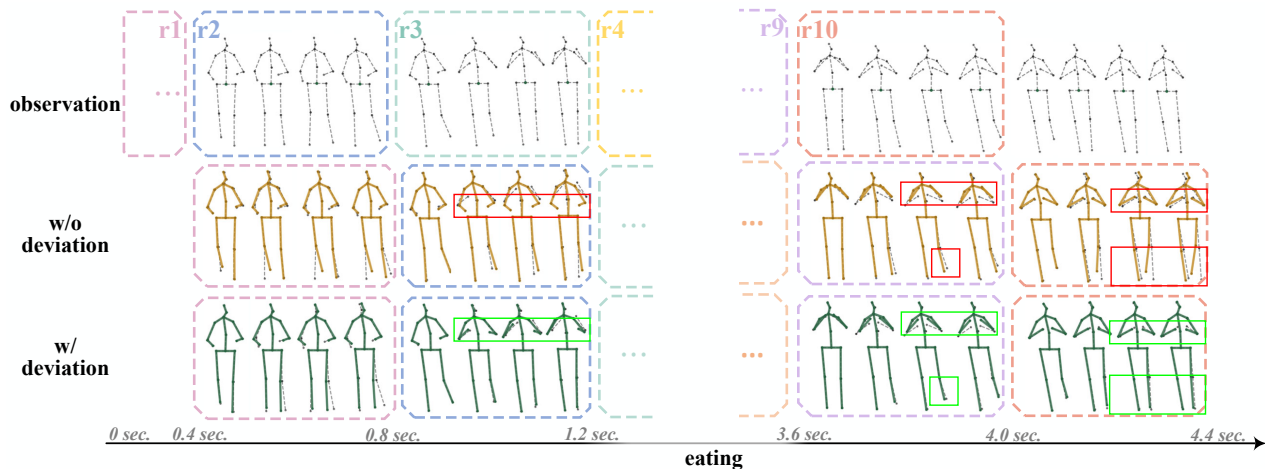 r1 r2 r3 r4 r9 r10
observation
w/o
deviation
w/
deviation
0 sec. 0.4 sec. 0.8 sec. 1.2 sec. 3.6 sec. 4.0 sec. 4.4 sec.
eating